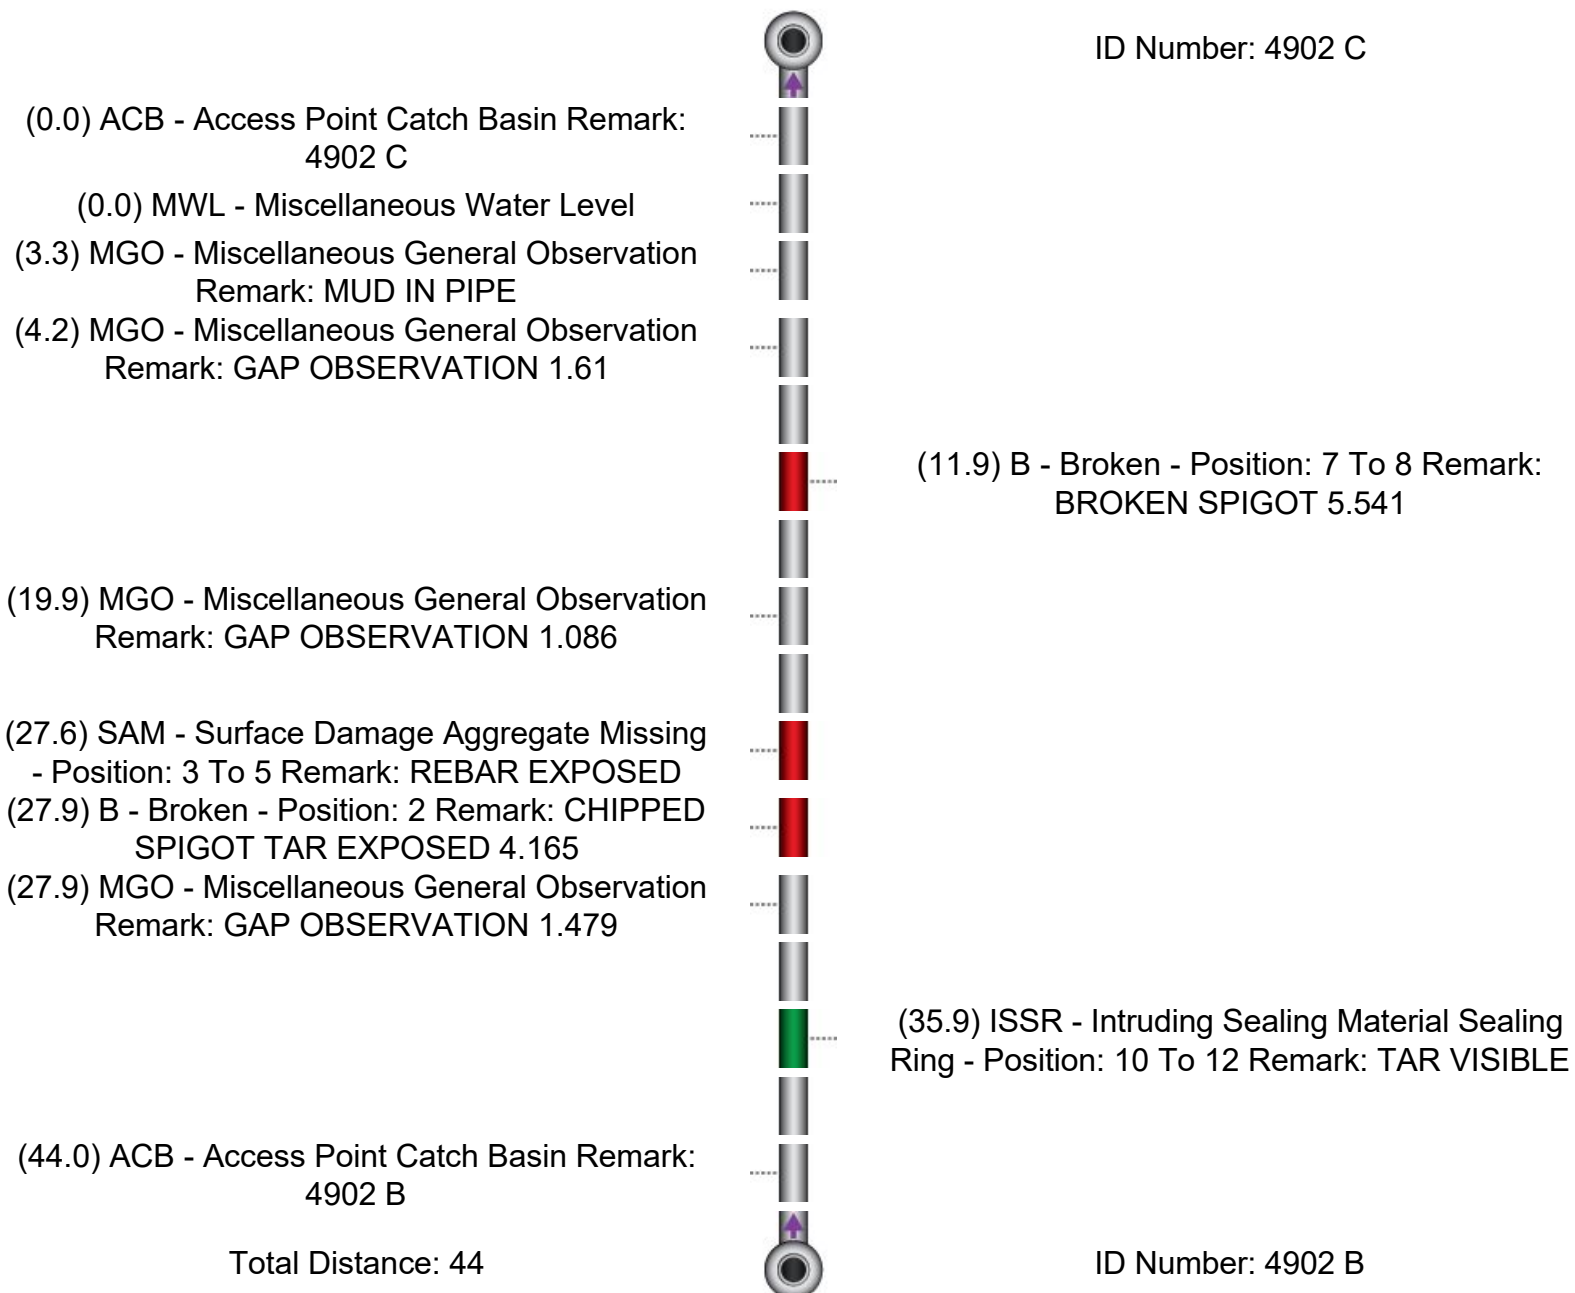 ID Number: 4902 C
(0.0) ACB - Access Point Catch Basin Remark:
4902 C
(0.0) MWL - Miscellaneous Water Level
(3.3) MGO - Miscellaneous General Observation
Remark: MUD IN PIPE
(4.2) MGO - Miscellaneous General Observation
Remark: GAP OBSERVATION 1.61
(11.9) B - Broken - Position: 7 To 8 Remark:
BROKEN SPIGOT 5.541
(19.9) MGO - Miscellaneous General Observation
Remark: GAP OBSERVATION 1.086
(27.6) SAM - Surface Damage Aggregate Missing
- Position: 3 To 5 Remark: REBAR EXPOSED
(27.9) B - Broken - Position: 2 Remark: CHIPPED
SPIGOT TAR EXPOSED 4.165
(27.9) MGO - Miscellaneous General Observation
Remark: GAP OBSERVATION 1.479
(35.9) ISSR - Intruding Sealing Material Sealing
Ring - Position: 10 To 12 Remark: TAR VISIBLE
(44.0) ACB - Access Point Catch Basin Remark:
4902 B
Total Distance: 44
ID Number: 4902 B